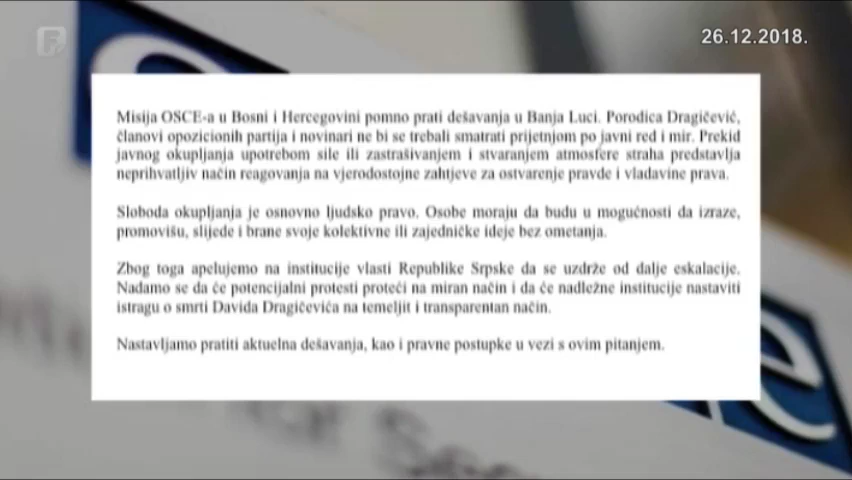 26.12.2018.
Misija OSCE-a u Bosni i Hercegovini pomno prati dešavanja u Banja Luci. Porodica Dragičević,
članovi opozicionih partija i novinari ne bi se trebali smatrati prijetnjom po javni red i mir. Prekid
javnog okupljanja upotrebom sile ili zastrašivanjem i stvaranjem atmosfere straha predstavlja
neprihvatljiv način reagovanja na vjerodostojne zahtjeve za ostvarenje pravde i vladavine prava.
Sloboda okupljanja je osnovno ljudsko pravo. Osobe moraju da budu u mogućnosti da izraze,
promovišu, slijede i brane svoje kolektivne ili zajedničke ideje bez ometanja.
Zbog toga apelujemo na institucije vlasti Republike Srpske da se uzdrže od dalje eskalacije.
Nadamo se da će potencijalni protesti proteći na miran način i da će nadležne institucije nastaviti
istragu o smrti Davida Dragičevića na temeljit i transparentan način.
Nastavljamo pratiti aktuelna dešavanja, kao i pravne postupke u vezi s ovim pitanjem.